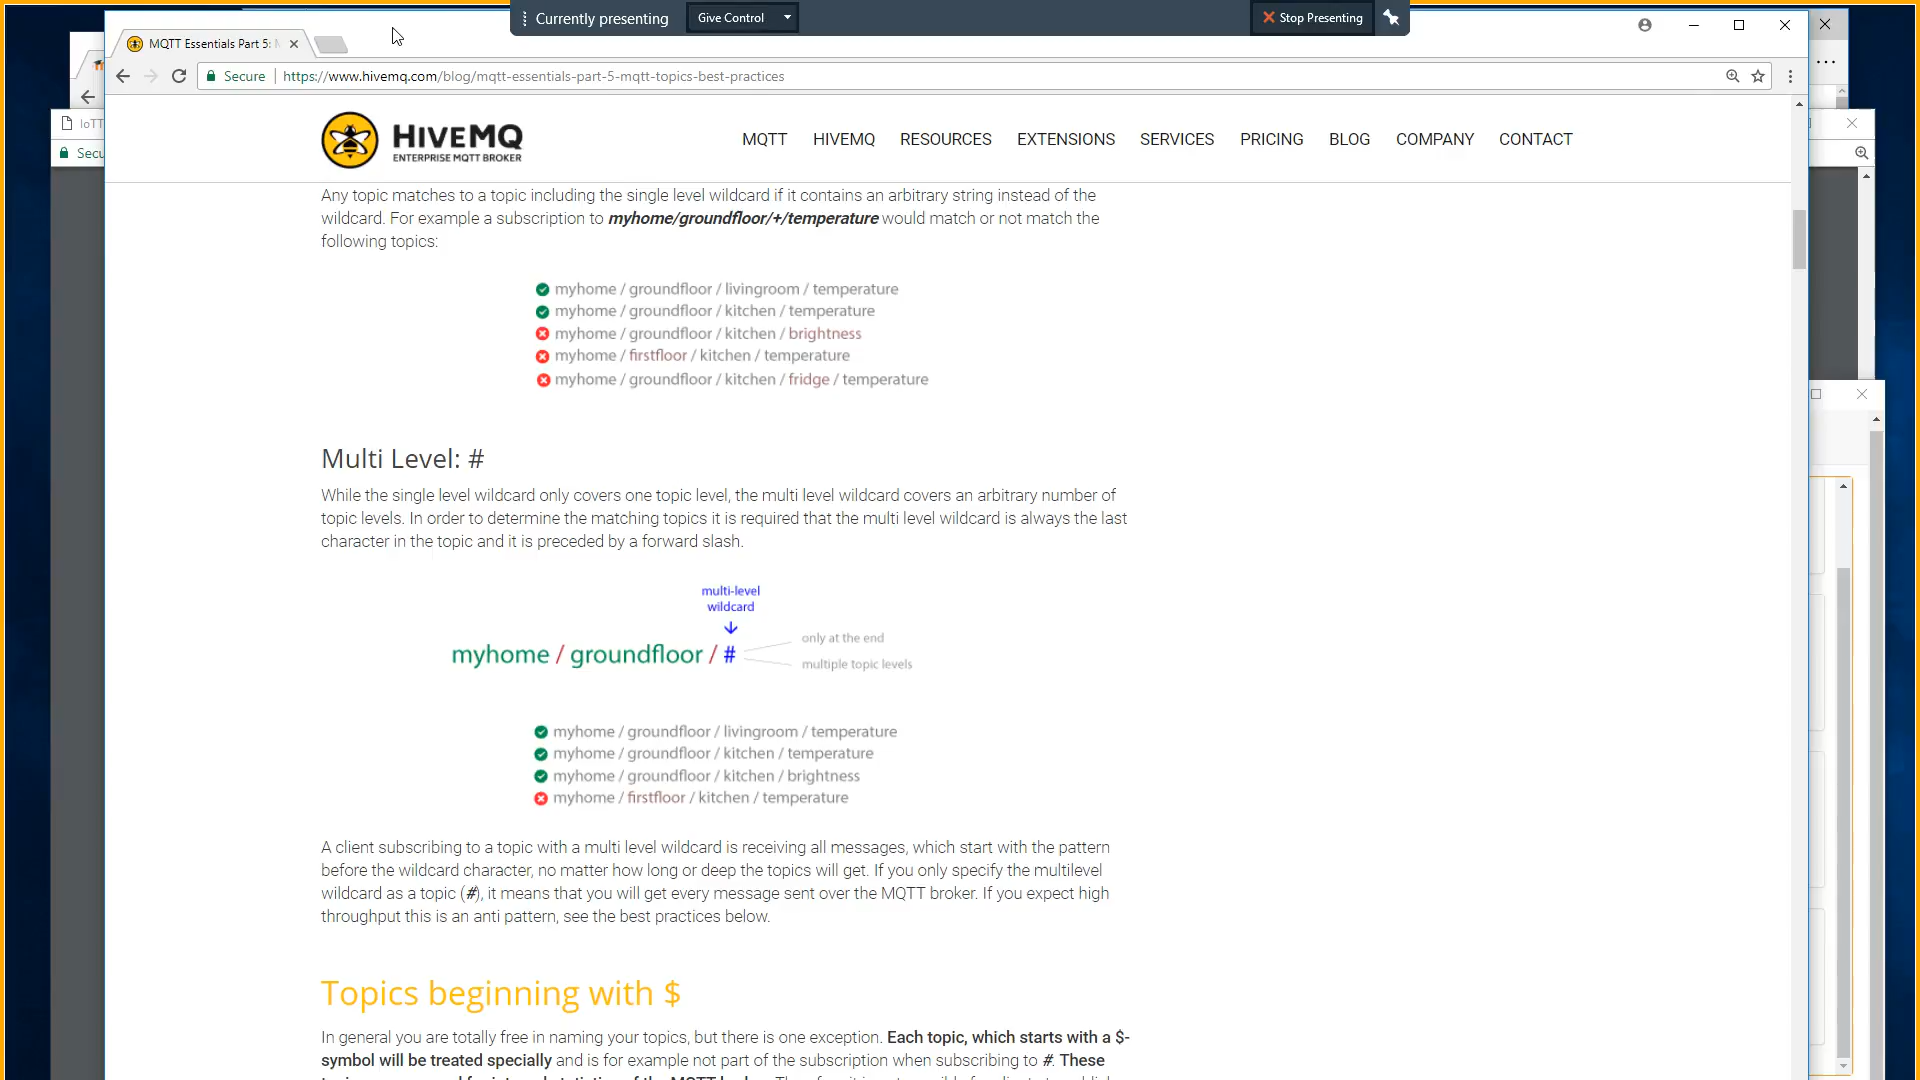 Currently presenting
Give Control
Stop Presenting
MQTT Essentials Part 5:
Secure
https://www.hivemq.com/blog/mqtt-essentials-part-5-mqtt-topics-best-practices
IoTT
Secu
HIVEMQ
ENTERPRISE MQTT BROKER
MQTT HIVEMQ RESOURCES EXTENSIONS SERVICES PRICING BLOG COMPANY CONTACT
Any topic matches to a topic including the single level wildcard if it contains an arbitrary string instead of the
wildcard. For example a subscription to myhome/groundfloor/+/temperature would match or not match the
following topics:
myhome / groundfloor / livingroom / temperature
myhome / groundfloor / kitchen / temperature
myhome / groundfloor / kitchen / brightness
myhome / firstfloor / kitchen / temperature
myhome / groundfloor / kitchen / fridge / temperature
Multi Level: #
While the single level wildcard only covers one topic level, the multi level wildcard covers an arbitrary number of
topic levels. In order to determine the matching topics it is required that the multi level wildcard is always the last
character in the topic and it is preceded by a forward slash.
multi-level
wildcard
only at the end
myhome / groundfloor / #
multiple topic levels
myhome / groundfloor / livingroom / temperature
myhome / groundfloor / kitchen / temperature
myhome / groundfloor / kitchen / brightness
myhome / firstfloor / kitchen / temperature
A client subscribing to a topic with a multi level wildcard is receiving all messages, which start with the pattern
before the wildcard character, no matter how long or deep the topics will get. If you only specify the multilevel
wildcard as a topic (#), it means that you will get every message sent over the MQTT broker. If you expect high
throughput this is an anti pattern, see the best practices below.
Topics beginning with $
In general you are totally free in naming your topics, but there is one exception. Each topic, which starts with a $-
symbol will be treated specially and is for example not part of the subscription when subscribing to #. These